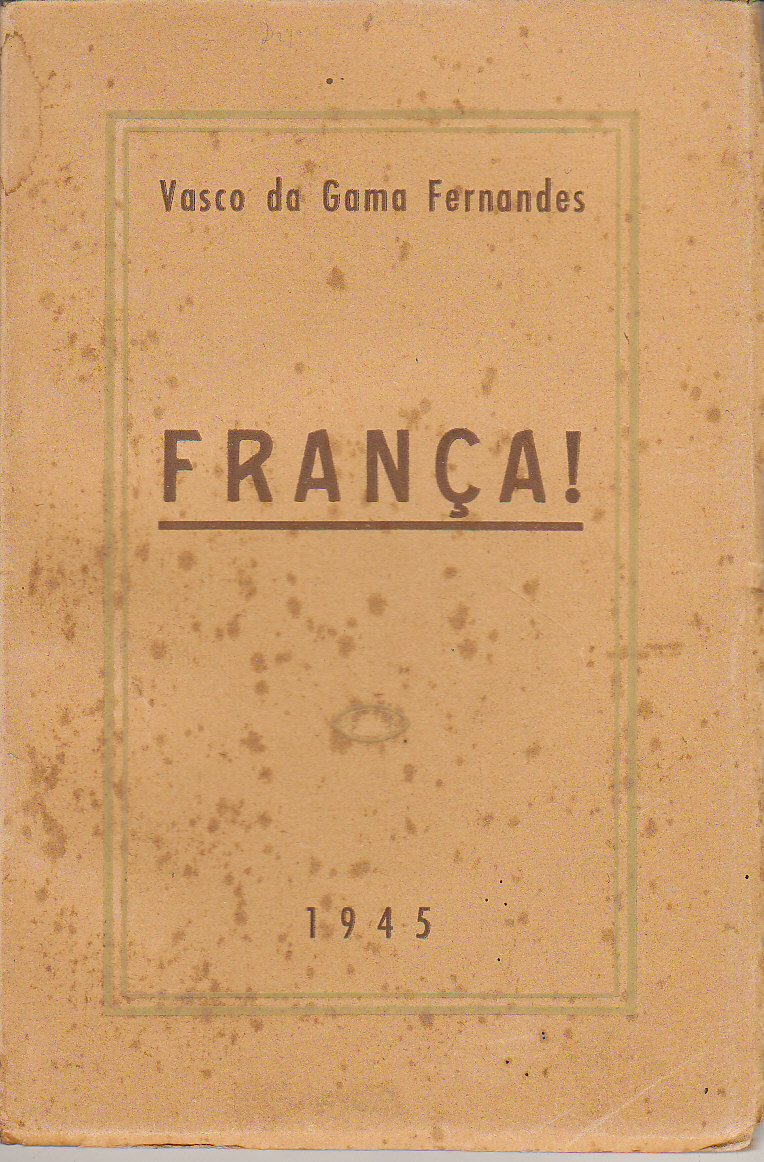 Vasco da Gama Fernandes
FRANÇA!
1945